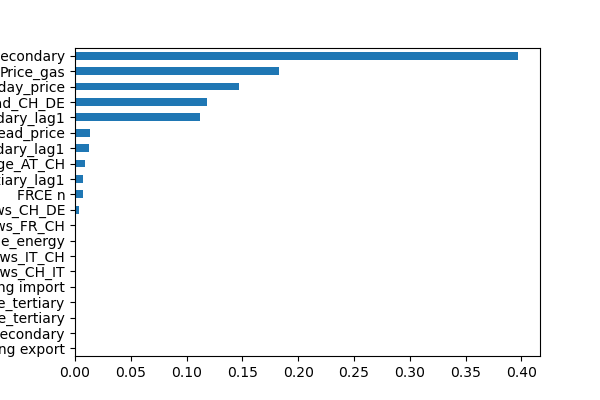 econdary
Price_gas
day_price
ad_CH_DE
dary_lag1
ead_price
dary_lag1
ge_AT_CH
tiary_lag1
FRCE n
ws_CH_DE
ws_FR_CH
e_energy
ws_IT_CH
ws_CH_IT
ng import
e_tertiary
e_tertiary
econdary
ng export
0.00 0.05 0.10 0.15 0.20 0.25 0.30 0.35 0.40